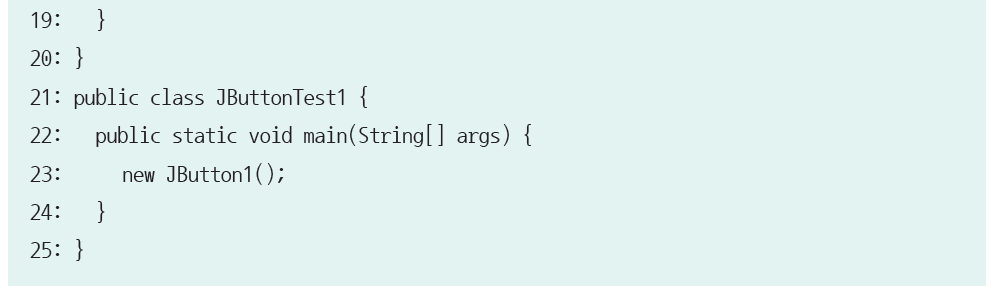 19:   }
20: }
21: public class JButtonTest1 {
22:   public static void main(String[] args) {
23:     new JButton1();
24:   }
25: }